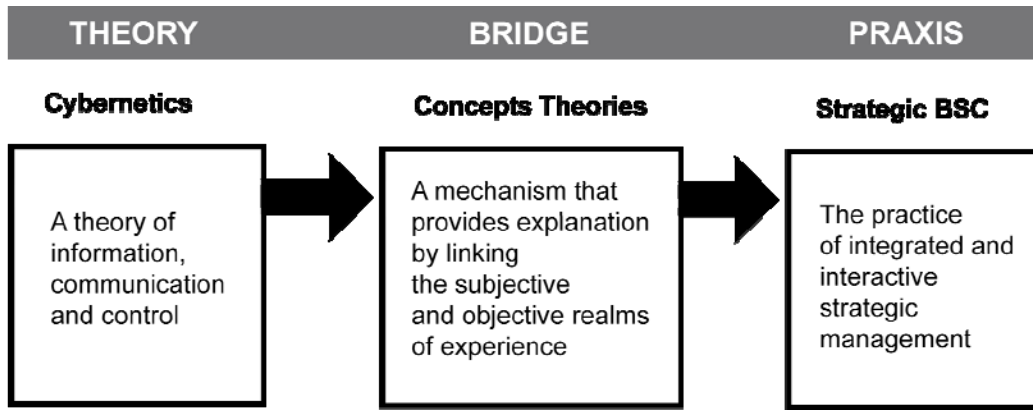 THEORY BRIDGE PRAXIS
Cybernetics Concepts Theories Strategic BSC
A theory of
information,
communication
and control
A mechanism that
provides explanation
by linking
the subjective
and objective realms
of experience
The practice
of integrated and
interactive
strategic
management